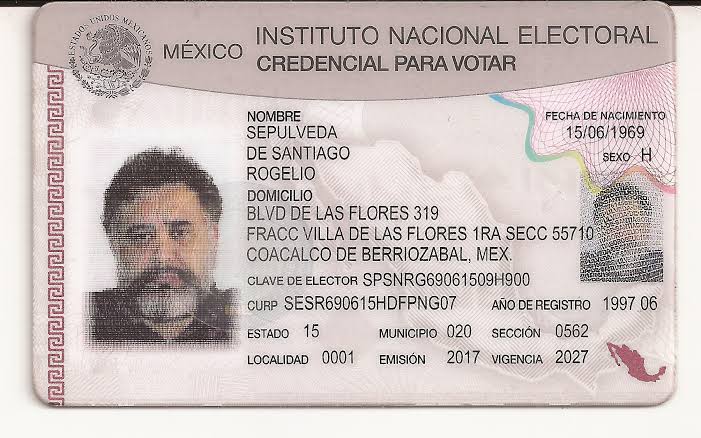 ESTADOS UNIDOS MEXICANOS
MÉXICO INSTITUTO NACIONAL ELECTORAL
CREDENCIAL PARA VOTAR
NOMBRE
SEPULVEDA
DE SANTIAGO
ROGELIO
FECHA DE NACIMIENTO
15/06/1969
SEXO H
DOMICILIO
BLVD DE LAS FLORES 319
FRACC VILLA DE LAS FLORES 1RA SECC 55710
COACALCO DE BERRIOZABAL, MEX.
CLAVE DE ELECTOR SPSNRG69061509H900
CURP SESR690615HDFPNG07 AÑO DE REGISTRO 1997 06
ESTADO 15 MUNICIPIO 020 SECCIÓN 0562
LOCALIDAD 0001 EMISIÓN 2017 VIGENCIA 2027